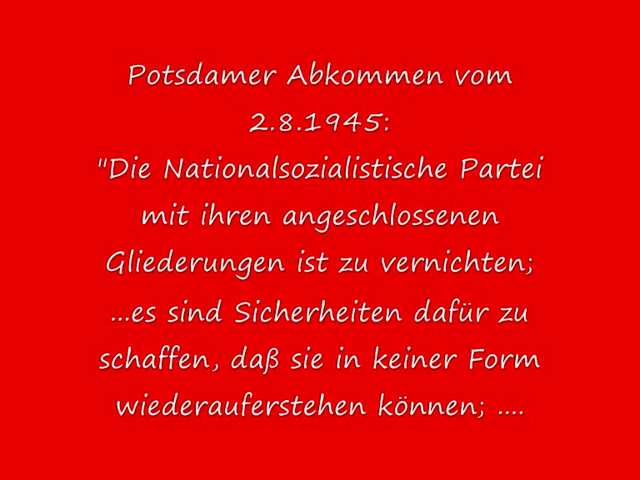 Potsdamer Abkommen vom
2.8.1945:
"Die Nationalsozialistische Partei
mit ihren angeschlossenen
Gliederungen ist zu vernichten;
...es sind Sicherheiten dafür zu
schaffen, daß sie in keiner Form
wiederauferstehen können; ....